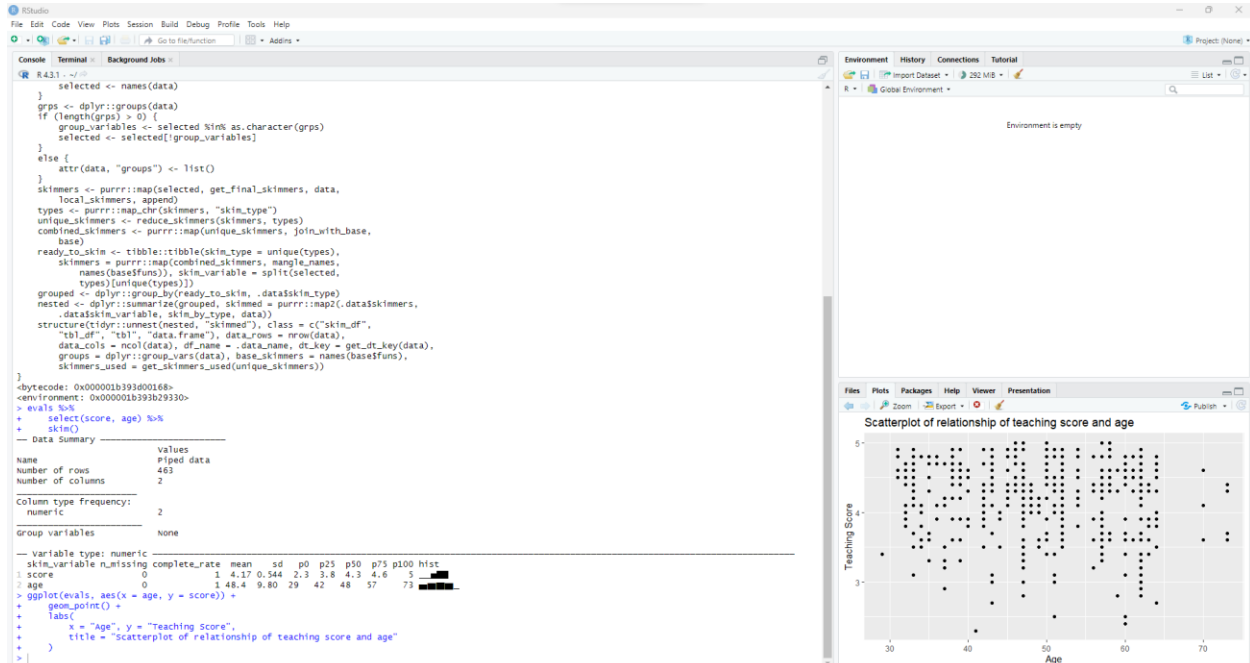 RStudio
File Edit Code View Plots Session Build Debug Profile Tools Help
Go to file/function
Addins
Project: (None)
Console Terminal Background Jobs
R 4.3.1 · ~/
selected <- names(data)
}
grps <- dplyr::groups(data)
if (length(grps) > 0) {
group_variables <- selected %in% as.character(grps)
selected <- selected[!group_variables]
}
else {
attr(data, "groups") <- list()
}
skimmers <- purrr::map(selected, get_final_skimmers, data,
local_skimmers, append)
types <- purrr::map_chr(skimmers, "skim_type")
unique_skimmers <- reduce_skimmers(skimmers, types)
combined_skimmers <- purrr::map(unique_skimmers, join_with_base,
base)
ready_to_skim <- tibble::tibble(skim_type = unique(types),
skimmers = purrr::map(combined_skimmers, mangle_names,
names(base$funs)), skim_variable = split(selected,
types)[unique(types)])
grouped <- dplyr::group_by(ready_to_skim, .data$skim_type)
nested <- dplyr::summarize(grouped, skimmed = purrr::map2(.data$skimmers,
.data$skim_variable, skim_by_type, data))
structure(tidyr::unnest(nested, "skimmed"), class = c("skim_df",
"tbl_df", "tbl", "data.frame"), data_rows = nrow(data),
data_cols = ncol(data), df_name = .data_name, dt_key = get_dt_key(data),
groups = dplyr::group_vars(data), base_skimmers = names(base$funs),
skimmers_used = get_skimmers_used(unique_skimmers))
}
<bytecode: 0x000001b393d00168>
<environment: 0x000001b393b29330>
> evals %>%
+ select(score, age) %>%
+ skim()
── Data Summary ────────────────────────
Values
Name Piped data
Number of rows 463
Number of columns 2
_______________________
Column type frequency:
numeric 2
________________________
Group variables None
── Variable type: numeric ────────────────────────
skim_variable n_missing complete_rate mean sd p0 p25 p50 p75 p100 hist
1 score 0 1 4.17 0.544 2.3 3.8 4.3 4.6 5
2 age 0 1 48.4 9.80 29 42 48 57 73
> ggplot(evals, aes(x = age, y = score)) +
+ geom_point() +
+ labs(
+ x = "Age", y = "Teaching Score",
+ title = "Scatterplot of relationship of teaching score and age"
+ )
>
Environment History Connections Tutorial
Import Dataset 292 MiB List
R Global Environment
Environment is empty
Files Plots Packages Help Viewer Presentation
Zoom Export Publish
Scatterplot of relationship of teaching score and age
5
4
3
Teaching Score
30 40 50 60 70
Age